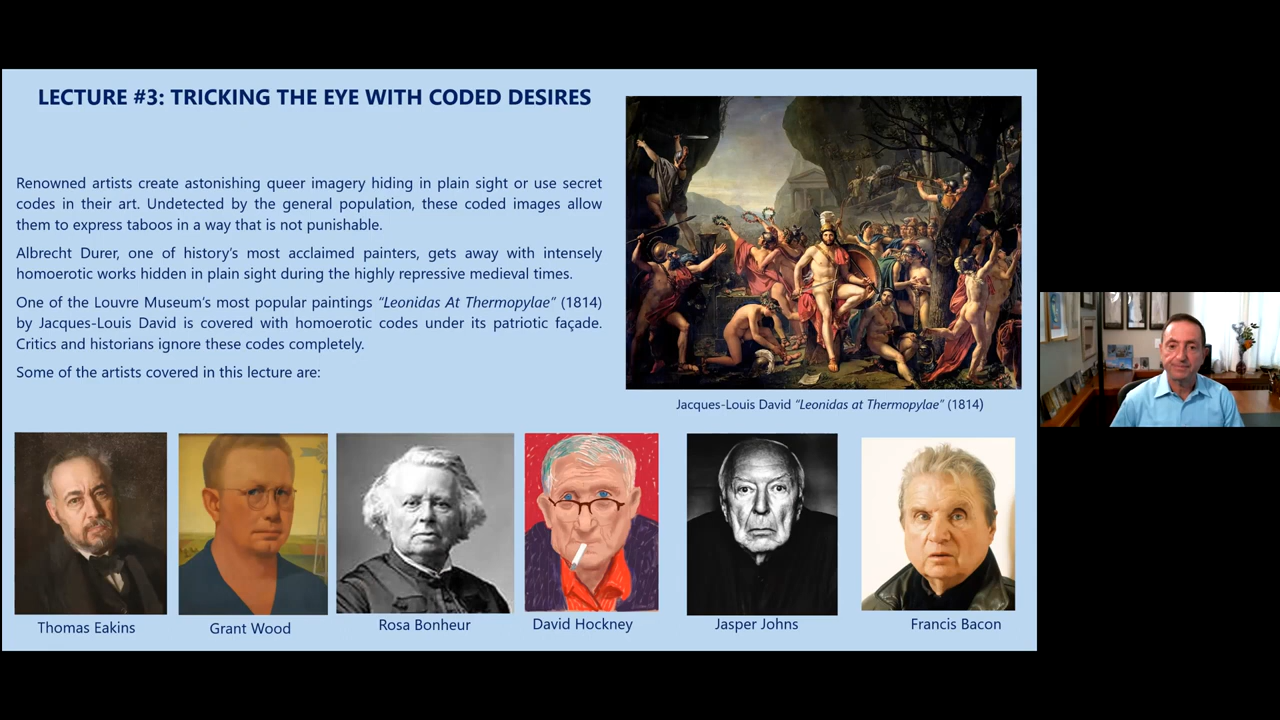 LECTURE #3: TRICKING THE EYE WITH CODED DESIRES
Renowned artists create astonishing queer imagery hiding in plain sight or use secret
codes in their art. Undetected by the general population, these coded images allow
them to express taboos in a way that is not punishable.
Albrecht Durer, one of history's most acclaimed painters, gets away with intensely
homoerotic works hidden in plain sight during the highly repressive medieval times.
One of the Louvre Museum's most popular paintings "Leonidas At Thermopylae" (1814)
by Jacques-Louis David is covered with homoerotic codes under its patriotic façade.
Critics and historians ignore these codes completely.
Some of the artists covered in this lecture are:
Jacques-Louis David "Leonidas at Thermopylae" (1814)
Thomas Eakins
Grant Wood
Rosa Bonheur
David Hockney
Jasper Johns
Francis Bacon